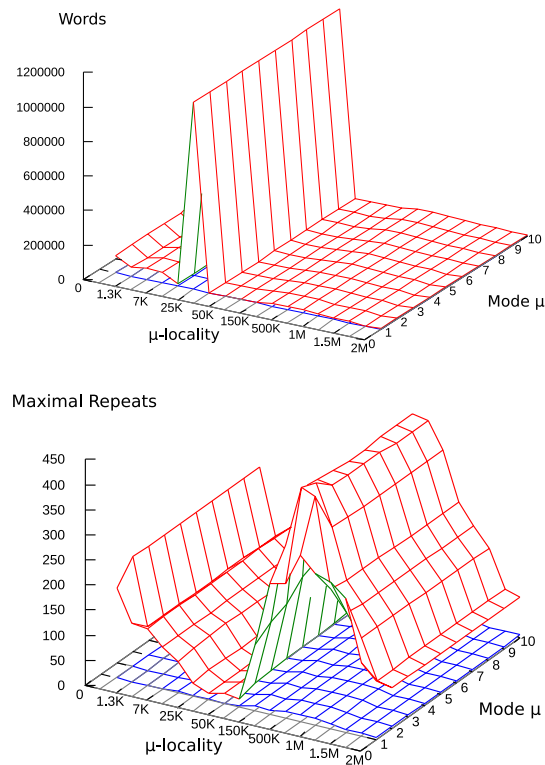 Words
1200000
1000000
800000
600000
400000
200000
0
0
1.3K
7K
25K
50K
150K
500K
1M
1.5M
2M
0
1
2
3
4
5
6
7
8
9
10
Mode μ
μ-locality
Maximal Repeats
450
400
350
300
250
200
150
100
50
0
0
1.3K
7K
25K
50K
150K
500K
1M
1.5M
2M
0
1
2
3
4
5
6
7
8
9
10
Mode μ
μ-locality